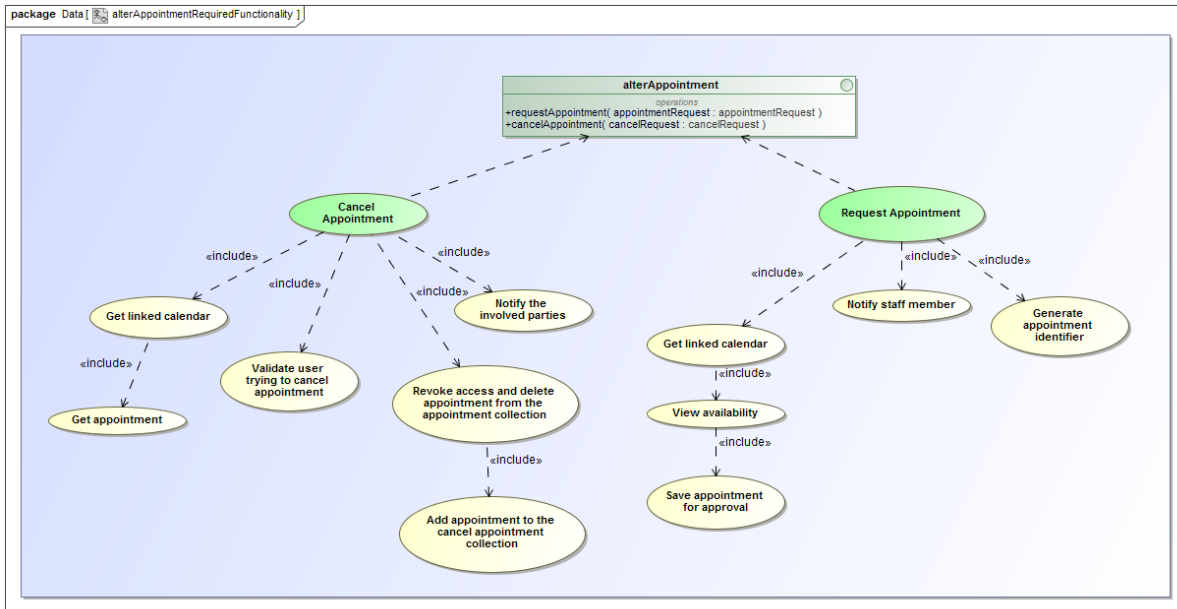 package Data [ alterAppointmentRequiredFunctionality ]
alterAppointment
operations
+requestAppointment( appointmentRequest : appointmentRequest )
+cancelAppointment( cancelRequest : cancelRequest )
Cancel
Appointment
Request Appointment
«include»
«include»
«include»
«include»
«include»
«include»
«include»
Get linked calendar
Notify the
involved parties
Notify staff member
Generate
appointment
identifier
«include»
Validate user
trying to cancel
appointment
Get linked calendar
«include»
Get appointment
Revoke access and delete
appointment from the
appointment collection
View availability
«include»
«include»
Save appointment
for approval
Add appointment to the
cancel appointment
collection